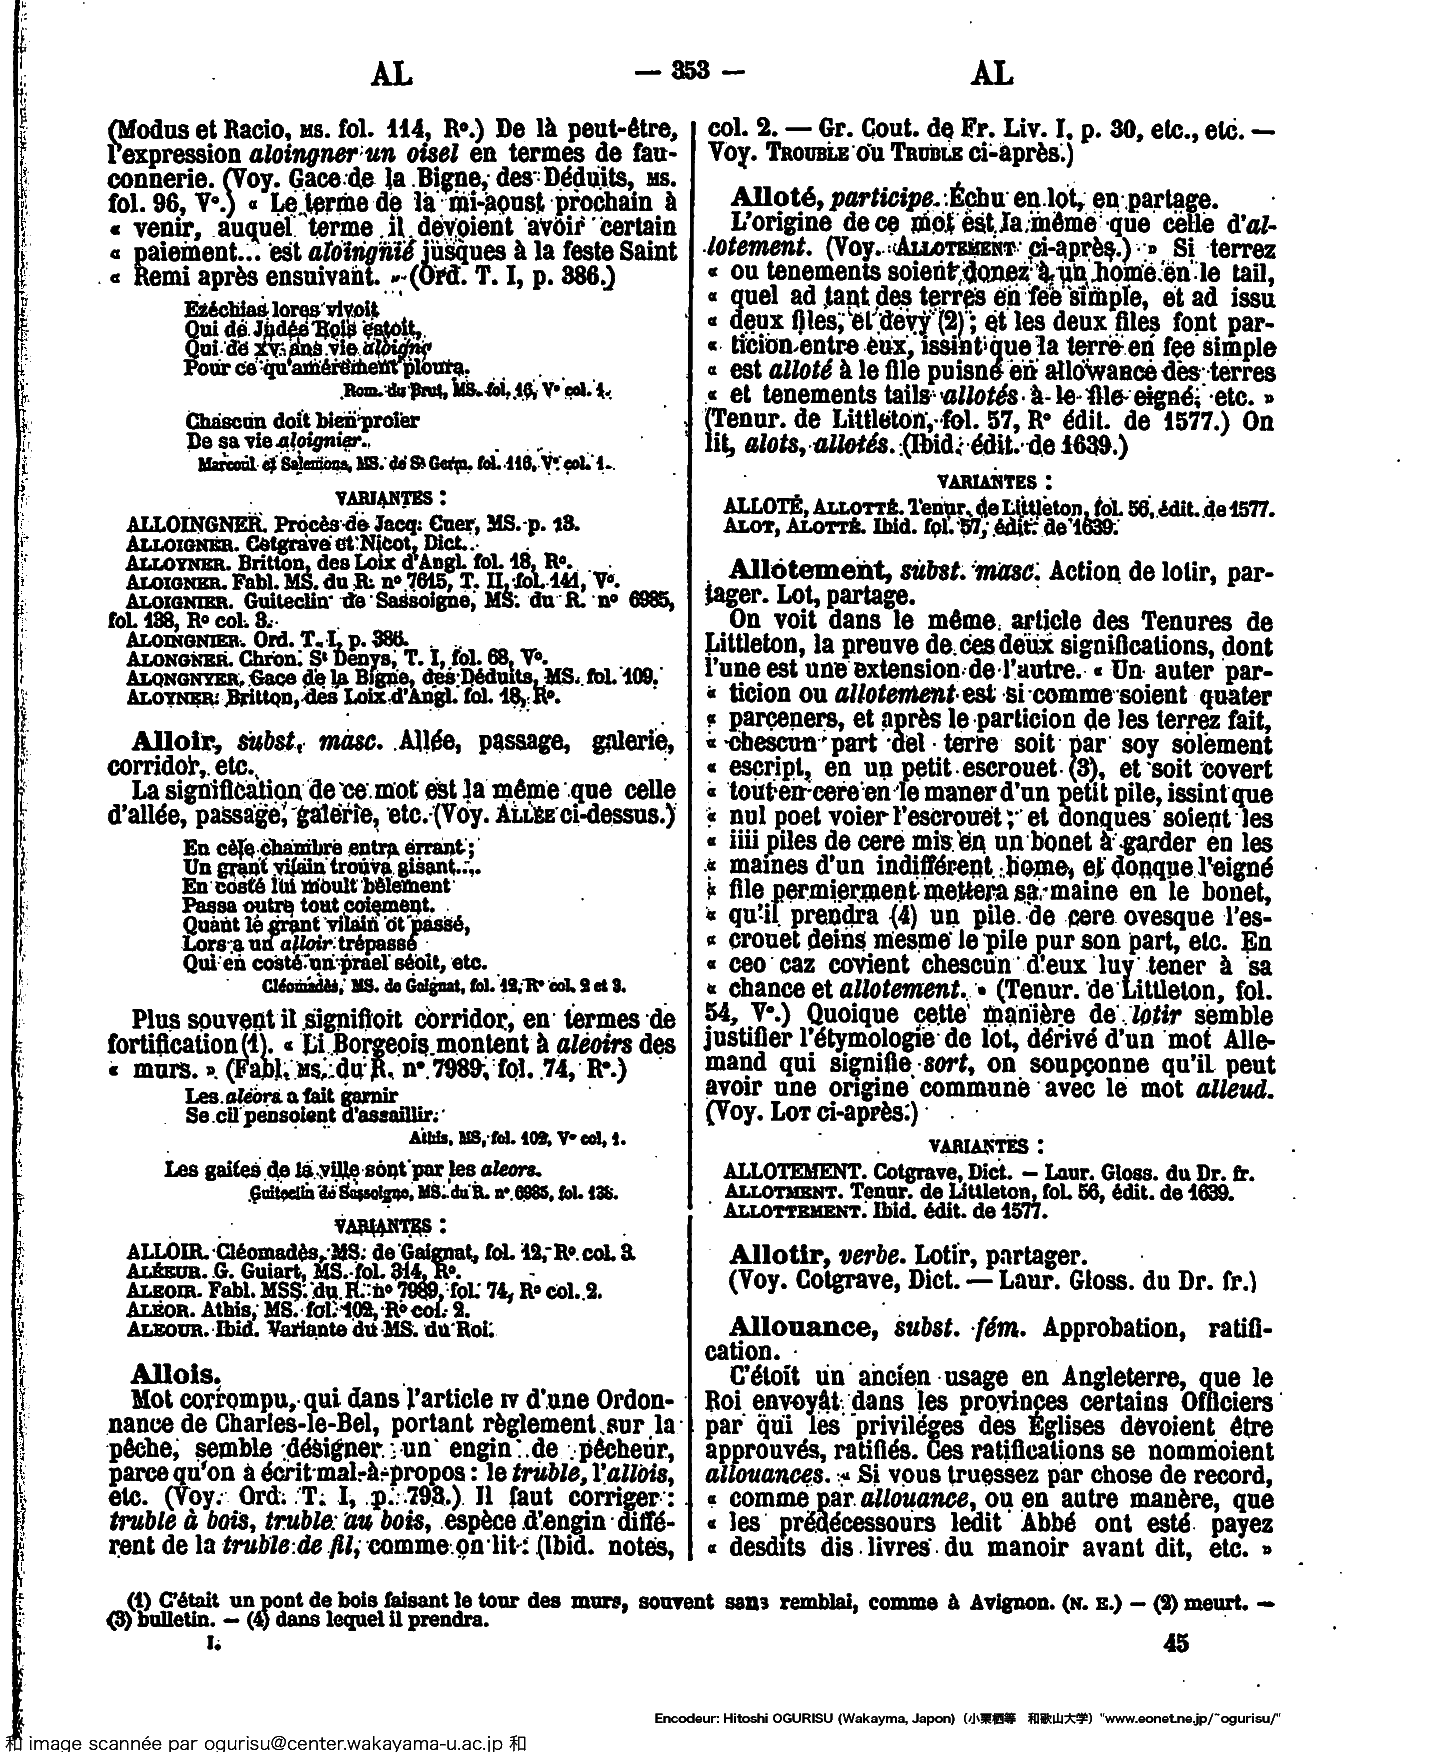 AL
— 353 —
AL
(Modus et Racio, MS. fol. 114, R°.) De là peut-être,
l'expression aloingner un oisel en termes de fau-
connerie. (Voy. Gace de la Bigne, des Déduits, MS.
fol. 96, V°.) « Le terme de la mi-aoust prochain à
« venir, auquel terme il devoient avoir certain
« paiement... est aloingnié jusques à la feste Saint
« Remi après ensuivant. » (Ord. T. I, p. 386.)
Ezéchias lores vivoit
Qui de Judée Rois estoit,
Qui de XV. ans vie aloigne
Pour ce qu'amèrement ploura.
Rom. du Brut, MS. fol. 16, V° col. 1.
Chascun doit bien proier
De sa vie aloignier.
Marcoul et Salemons, MS. de St Germ. fol. 116, V° col. 1.
VARIANTES :
ALLOINGNER. Procès de Jacq. Cuer, MS. p. 13.
ALLOIGNER. Cotgrave et Nicot, Dict.
ALLOYNER. Britton, des Loix d'Angl. fol. 18, R°.
ALOIGNER. Fabl. MS. du R. n° 7615, T. II, fol. 141, V°.
ALOIGNIER. Guiteclin de Sassoigne, MS. du R. n° 6985,
fol. 138, R° col. 3.
ALOINGNIER. Ord. T. I, p. 386.
ALONGNER. Chron. St Denys, T. I, fol. 68, V°.
ALONGNYER. Gace de la Bigne, des Déduits, MS. fol. 109.
ALOYNER. Britton, des Loix d'Angl. fol. 18, R°.
Alloir, subst. masc. Allée, passage, galerie,
corridor, etc.
La signification de ce mot est la même que celle
d'allée, passage, galerie, etc. (Voy. ALLÉE ci-dessus.)
En cèle chambre entra errant ;
Un grant vilain trouva gisant...
En costé lui moult bèlement
Passa outre tout coiement.
Quant le grant vilain ot passé,
Lors a un alloir trépassé
Qui en costé un prael séoit, etc.
Cléomadès, MS. de Gaignat, fol. 12, R° col. 2 et 3.
Plus souvent il signifioit corridor, en termes de
fortification (1). « Li Borgeois montent à aleoirs des
« murs. » (Fabl. MS. du R. n° 7989, fol. 74, R°.)
Les aleors a fait garnir
Se cil pensoient d'assaillir.
Athis, MS. fol. 102, V° col. 1.
Les gaites de la ville sont par les aleors.
Guiteclin de Sassoigne, MS. du R. n° 6985, fol. 138.
VARIANTES :
ALLOIR. Cléomadès, MS. de Gaignat, fol. 12, R° col. 3
ALÉEUR. G. Guiart, MS. fol. 314, R°.
ALEOIR. Fabl. MSS. du R. n° 7989, fol. 74, R° col. 2.
ALÉOR. Athis, MS. fol. 102, R° col. 2.
ALEOUR. Ibid. Variante du MS. du Roi.
Allois.
Mot corrompu, qui dans l'article IV d'une Ordon-
nance de Charles-le-Bel, portant règlement sur la
pêche, semble désigner un engin de pêcheur,
parce qu'on a écrit mal-à-propos : le truble, l'allois,
etc. (Voy. Ord. T. I, p. 793.) Il faut corriger :
truble à bois, truble au bois, espèce d'engin diffé-
rent de la truble de fil, comme on lit : (Ibid. notes,
col. 2. — Gr. Cout. de Fr. Liv. I, p. 30, etc., etc. —
Voy. TROUBLE ou TRUBLE ci-après.)
Alloté, participe. Échu en lot, en partage.
L'origine de ce mot est la même que celle d'al-
lotement. (Voy. ALLOTEMENT ci-après.) » Si terrez
« ou tenements soient donez à un home en le tail,
« quel ad tant des terres en fee simple, et ad issu
« deux files, et devy (2) ; et les deux files font par-
« ticion entre eux, issint que la terre en fee simple
« est alloté à le file puisne en allowance des terres
« et tenements tails allotés à le file eigné, etc. »
(Tenur. de Littleton, fol. 57, R° édit. de 1577.) On
lit, alots, allotés. (Ibid. édit. de 1639.)
VARIANTES :
ALLOTÉ, ALLOTTÉ. Tenur. de Littleton, fol. 56, édit. de 1577.
ALOT, ALOTTÉ. Ibid. fol. 57, édit. de 1639.
Allotement, subst. masc. Action de lotir, par-
tager. Lot, partage.
On voit dans le même article des Tenures de
Littleton, la preuve de ces deux significations, dont
l'une est une extension de l'autre. « Un auter par-
« ticion ou allotement est si comme soient quater
« parceners, et après le particion de les terrez fait,
« chescun part del terre soit par soy solement
« escript, en un petit escrouet (3), et soit covert
« tout en cere en le maner d'un petit pile, issint que
« nul poet voier l'escrouet ; et donques soient les
« iiii piles de cere mis en un bonet à garder en les
« maines d'un indifférent home, et donque l'eigné
« file permierment mettera sa maine en le bonet,
« qu'il prendra (4) un pile de cere ovesque l'es-
« crouet deins mesme le pile pur son part, etc. En
« ceo caz covient chescun d'eux luy tener à sa
« chance et allotement. » (Tenur. de Littleton, fol.
54, V°.) Quoique cette manière de lotir semble
justifier l'étymologie de lot, dérivé d'un mot Alle-
mand qui signifie sort, on soupçonne qu'il peut
avoir une origine commune avec le mot alleud.
(Voy. LOT ci-après.)
VARIANTES :
ALLOTEMENT. Cotgrave, Dict. — Laur. Gloss. du Dr. fr.
ALLOTMENT. Tenur. de Littleton, fol. 56, édit. de 1639.
ALLOTTEMENT. Ibid. édit. de 1577.
Allotir, verbe. Lotir, partager.
(Voy. Cotgrave, Dict. — Laur. Gloss. du Dr. fr.)
Allouance, subst. fém. Approbation, ratifi-
cation.
C'étoit un ancien usage en Angleterre, que le
Roi envoyât dans les provinces certains Officiers
par qui les priviléges des Églises devoient être
approuvés, ratifiés. Ces ratifications se nommoient
allouances. « Si vous truessez par chose de record,
« comme par allouance, ou en autre manère, que
« les prédécessours ledit Abbé ont esté payez
« desdits dis livres du manoir avant dit, etc. »
(1) C'était un pont de bois faisant le tour des murs, souvent sans remblai, comme à Avignon. (N. E.) — (2) meurt. —
(3) bulletin. — (4) dans lequel il prendra.
I.
45
Encodeur: Hitoshi OGURISU (Wakayma, Japon) (小栗栖等 和歌山大学) "www.eonet.ne.jp/~ogurisu/"
和 image scannée par ogurisu@center.wakayama-u.ac.jp 和